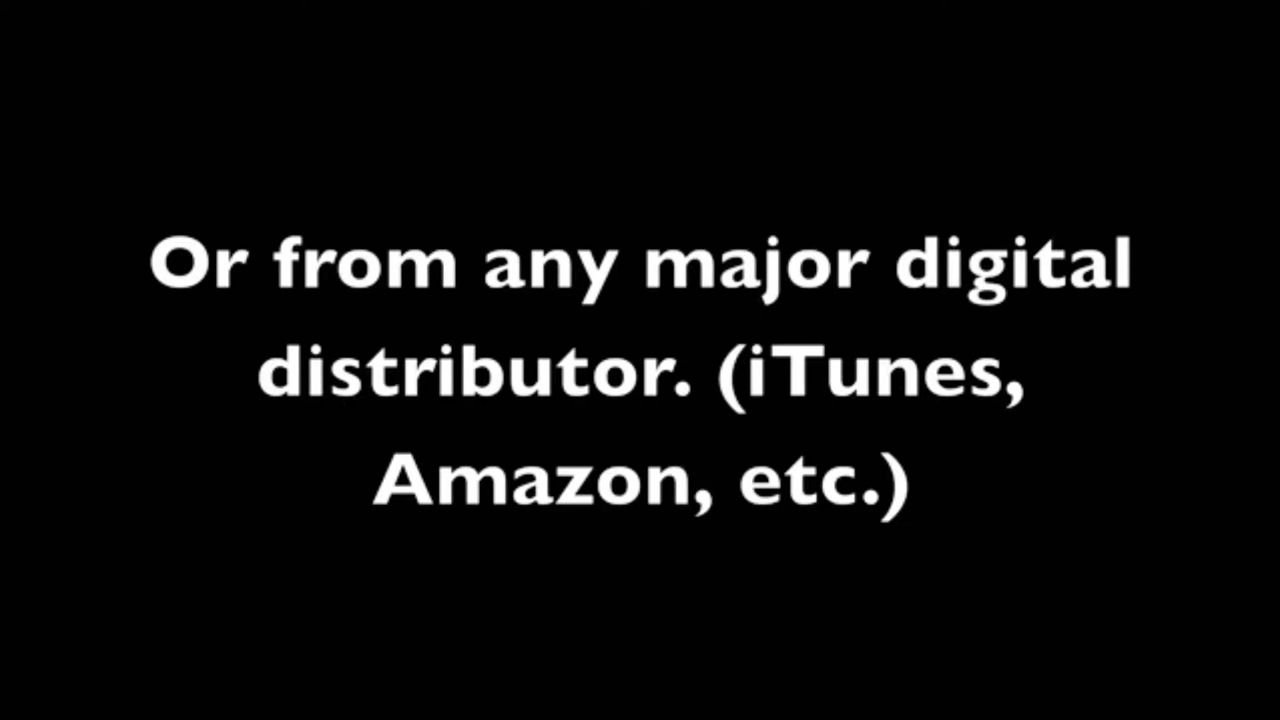 Or from any major digital
distributor. (iTunes,
Amazon, etc.)